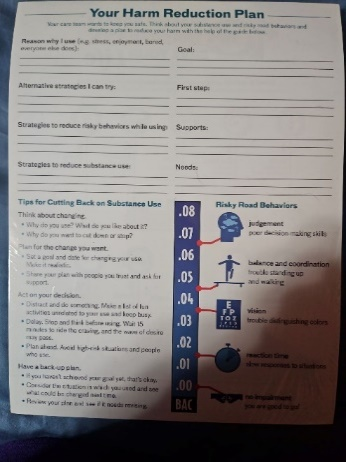 Your Harm Reduction Plan
Your care team wants to keep you safe. Think about your substance use and risky road behaviors and
develop a plan to reduce your harm with the help of the guide below.
Reason why I use (e.g. stress, enjoyment, bored,
everyone else does):
Goal:
Alternative strategies I can try:
First step:
Strategies to reduce risky behaviors while using:
Supports:
Strategies to reduce substance use:
Needs:
Tips for Cutting Back on Substance Use
Think about changing.
• Why do you use? What do you like about it?
• Why do you want to cut down or stop?
Plan for the change you want.
• Set a goal and date for changing your use.
Make it realistic.
• Share your plan with people you trust and ask for
support.
Act on your decision.
• Distract and do something. Make a list of fun
activities unrelated to your use and keep busy.
• Delay. Stop and think before using. Wait 15
minutes to ride the craving, and the wave of desire
may pass.
• Plan ahead. Avoid high-risk situations and people
who use.
Have a back-up plan.
• If you haven't achieved your goal yet, that's okay.
• Consider the situation in which you used and see
what could be changed next time.
• Review your plan and see if it needs revising.
.08
.07
.06
.05
.04
.03
.02
.01
.00
BAC
Risky Road Behaviors
judgement
poor decision making skills
balance and coordination
trouble standing up
and walking
E
F P
T O Z
vision
trouble distinguishing colors
reaction time
slow responses to situations
no impairment
you are good to go!